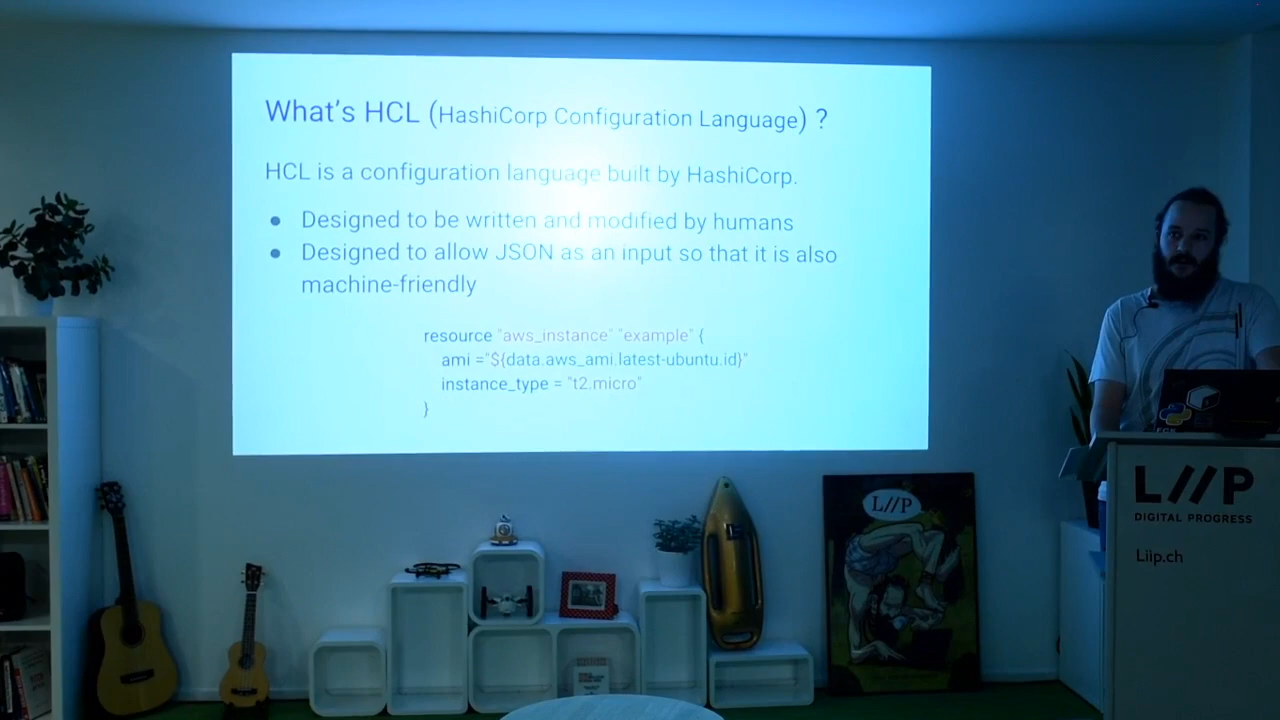 What's HCL (HashiCorp Configuration Language) ?
HCL is a configuration language built by HashiCorp.
● Designed to be written and modified by humans
● Designed to allow JSON as an input so that it is also
machine-friendly
resource "aws_instance" "example" {
ami ="${data.aws_ami.latest-ubuntu.id}"
instance_type = "t2.micro"
}
L//P
L//P
DIGITAL PROGRESS
Liip.ch